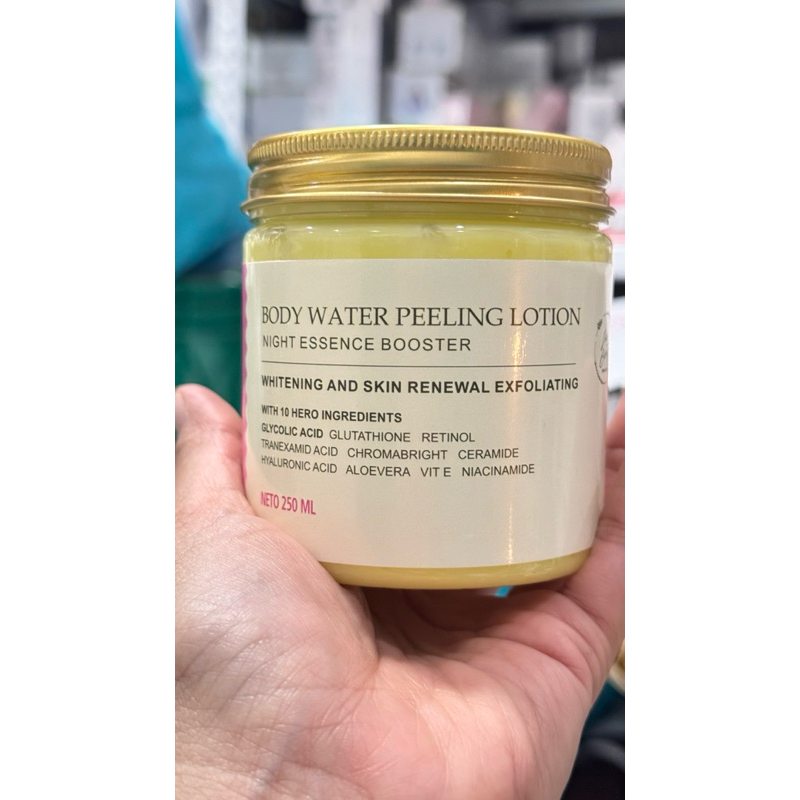 BODY WATER PEELING LOTION
NIGHT ESSENCE BOOSTER
WHITENING AND SKIN RENEWAL EXFOLIATING
WITH 10 HERO INGREDIENTS
GLYCOLIC ACID GLUTATHIONE RETINOL
TRANEXAMID ACID CHROMABRIGHT CERAMIDE
HYALURONIC ACID ALOEVERA VIT E NIACINAMIDE
NETO 250 ML